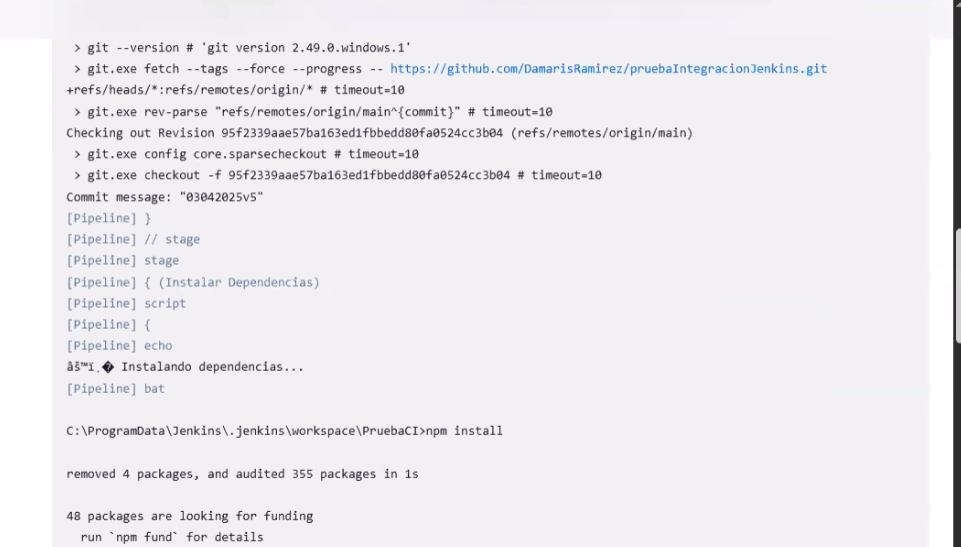 > git --version # 'git version 2.49.0.windows.1'
> git.exe fetch --tags --force --progress -- https://github.com/DamarisRamirez/pruebaIntegracionJenkins.git
+refs/heads/*:refs/remotes/origin/* # timeout=10
> git.exe rev-parse "refs/remotes/origin/main^{commit}" # timeout=10
Checking out Revision 95f2339aae57ba163ed1fbbedd80fa0524cc3b04 (refs/remotes/origin/main)
> git.exe config core.sparsecheckout # timeout=10
> git.exe checkout -f 95f2339aae57ba163ed1fbbedd80fa0524cc3b04 # timeout=10
Commit message: "03042025v5"
[Pipeline] }
[Pipeline] // stage
[Pipeline] stage
[Pipeline] { (Instalar Dependencias)
[Pipeline] script
[Pipeline] {
[Pipeline] echo
âš™ï¸� Instalando dependencias...
[Pipeline] bat
C:\ProgramData\Jenkins\.jenkins\workspace\PruebaCI>npm install
removed 4 packages, and audited 355 packages in 1s
48 packages are looking for funding
run `npm fund` for details